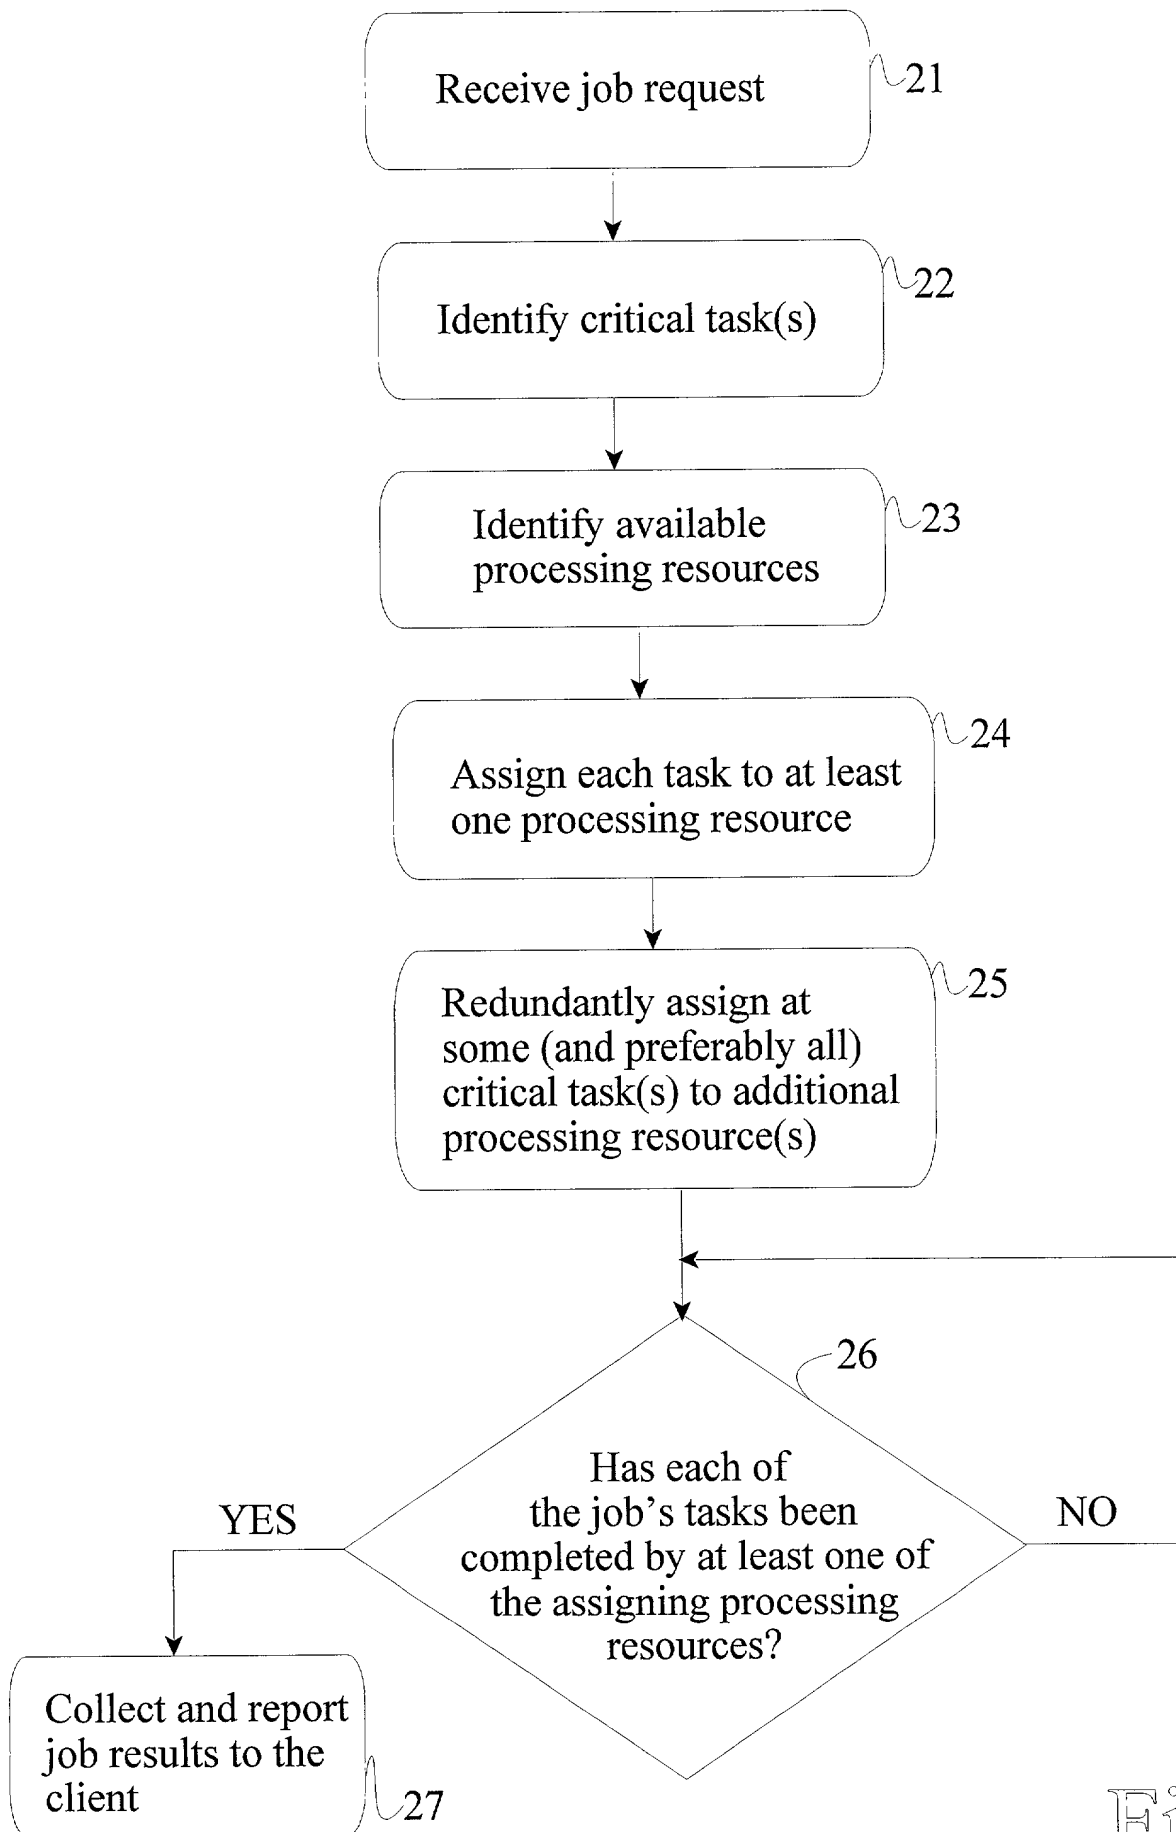 Receive job request
21
Identify critical task(s)
22
Identify available
processing resources
23
Assign each task to at least
one processing resource
24
Redundantly assign at
some (and preferably all)
critical task(s) to additional
processing resource(s)
25
26
Has each of
the job's tasks been
completed by at least one of
the assigning processing
resources?
YES
NO
Collect and report
job results to the
client
27